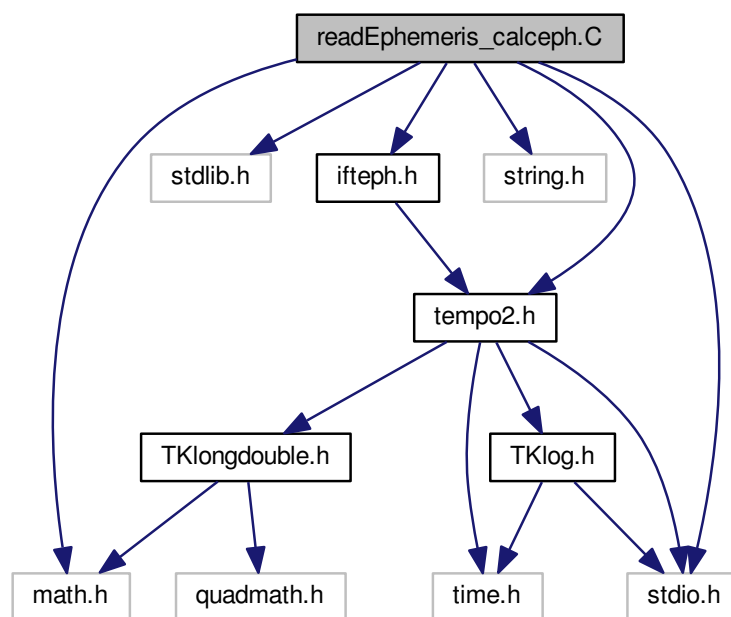 readEphemeris_calceph.C
stdlib.h
ifteph.h
string.h
tempo2.h
TKlongdouble.h
TKlog.h
math.h
quadmath.h
time.h
stdio.h